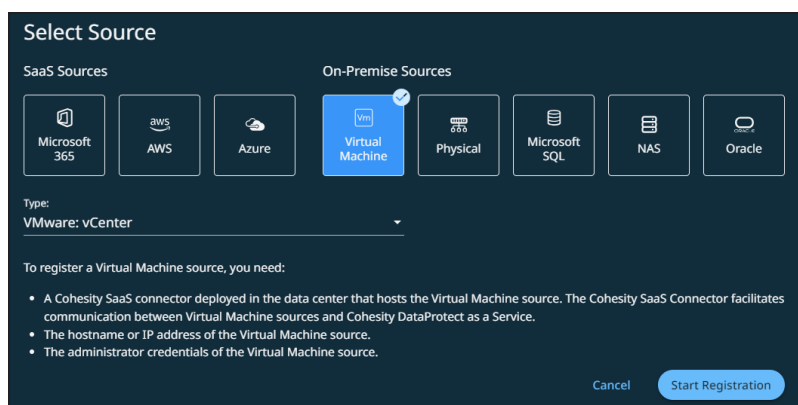 Select Source
SaaS Sources
On-Premise Sources
Microsoft
365
aws
AWS
Azure
Vm
Virtual
Machine
Physical
Microsoft
SQL
NAS
ORACLE
Oracle
Type:
VMware: vCenter
To register a Virtual Machine source, you need:
• A Cohesity SaaS connector deployed in the data center that hosts the Virtual Machine source. The Cohesity SaaS Connector facilitates
communication between Virtual Machine sources and Cohesity DataProtect as a Service.
• The hostname or IP address of the Virtual Machine source.
• The administrator credentials of the Virtual Machine source.
Cancel
Start Registration